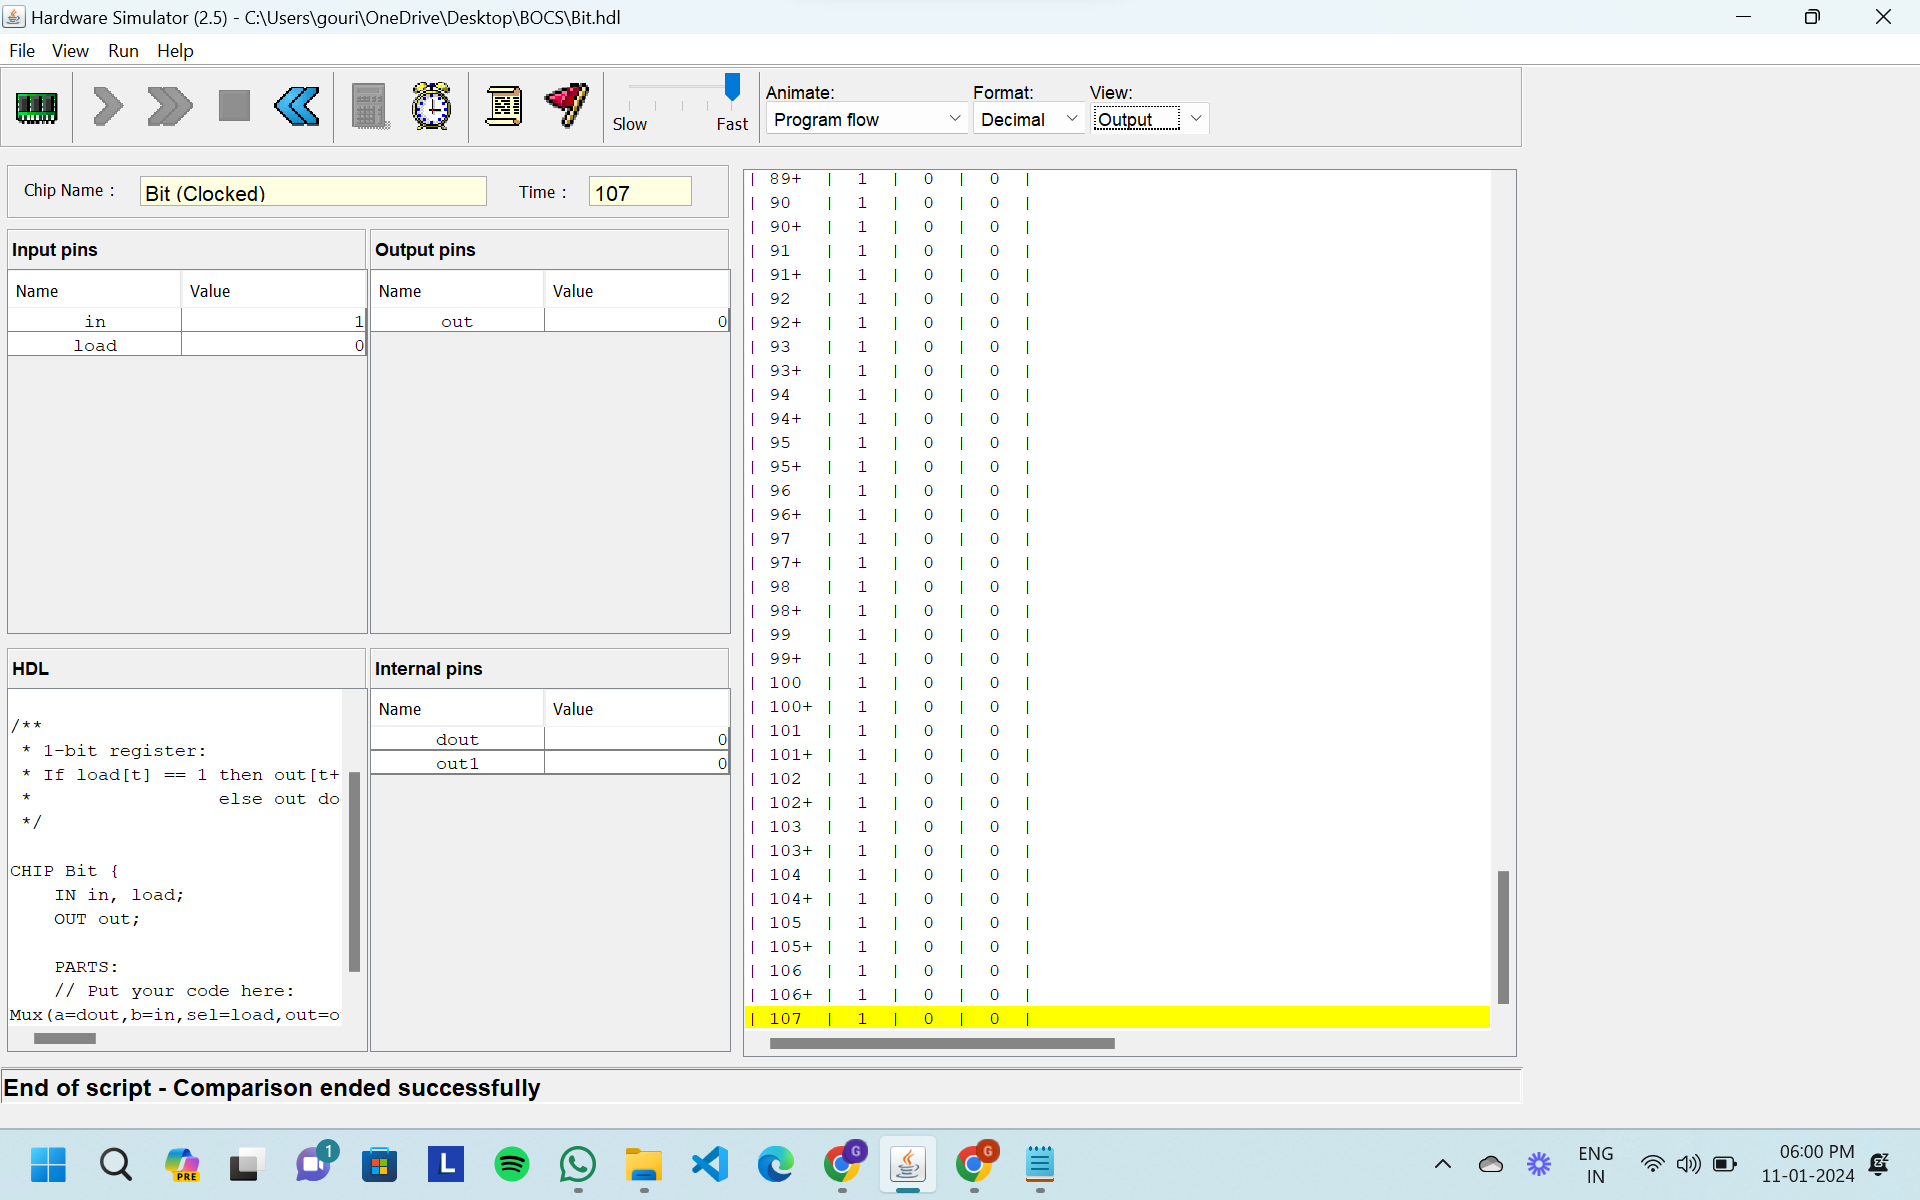 Hardware Simulator (2.5) - C:\Users\gouri\OneDrive\Desktop\BOCS\Bit.hdl
File View Run Help
Slow Fast
Animate: Format: View:
Program flow Decimal Output
Chip Name : Bit (Clocked) Time : 107
Input pins
Name Value
in 1
load 0
Output pins
Name Value
out 0
HDL
/**
* 1-bit register:
* If load[t] == 1 then out[t+
* else out do
*/
CHIP Bit {
IN in, load;
OUT out;
PARTS:
// Put your code here:
Mux(a=dout,b=in,sel=load,out=o
Internal pins
Name Value
dout 0
out1 0
| 89+ | 1 | 0 | 0 |
| 90 | 1 | 0 | 0 |
| 90+ | 1 | 0 | 0 |
| 91 | 1 | 0 | 0 |
| 91+ | 1 | 0 | 0 |
| 92 | 1 | 0 | 0 |
| 92+ | 1 | 0 | 0 |
| 93 | 1 | 0 | 0 |
| 93+ | 1 | 0 | 0 |
| 94 | 1 | 0 | 0 |
| 94+ | 1 | 0 | 0 |
| 95 | 1 | 0 | 0 |
| 95+ | 1 | 0 | 0 |
| 96 | 1 | 0 | 0 |
| 96+ | 1 | 0 | 0 |
| 97 | 1 | 0 | 0 |
| 97+ | 1 | 0 | 0 |
| 98 | 1 | 0 | 0 |
| 98+ | 1 | 0 | 0 |
| 99 | 1 | 0 | 0 |
| 99+ | 1 | 0 | 0 |
| 100 | 1 | 0 | 0 |
| 100+ | 1 | 0 | 0 |
| 101 | 1 | 0 | 0 |
| 101+ | 1 | 0 | 0 |
| 102 | 1 | 0 | 0 |
| 102+ | 1 | 0 | 0 |
| 103 | 1 | 0 | 0 |
| 103+ | 1 | 0 | 0 |
| 104 | 1 | 0 | 0 |
| 104+ | 1 | 0 | 0 |
| 105 | 1 | 0 | 0 |
| 105+ | 1 | 0 | 0 |
| 106 | 1 | 0 | 0 |
| 106+ | 1 | 0 | 0 |
| 107 | 1 | 0 | 0 |
End of script - Comparison ended successfully
PRE
1
L
G
G
ENG
IN
06:00 PM
11-01-2024